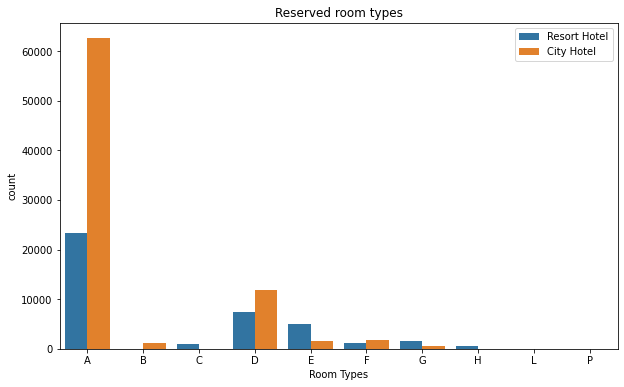 Reserved room types
Resort Hotel
City Hotel
60000
50000
40000
30000
20000
10000
0
count
A B C D E F G H L P
Room Types